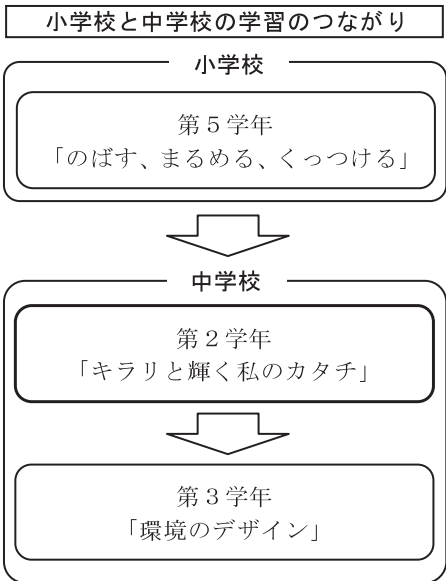 小学校と中学校の学習のつながり
小学校
第５学年
「のばす、まるめる、くっつける」
中学校
第２学年
「キラリと輝く私のカタチ」
第３学年
「環境のデザイン」